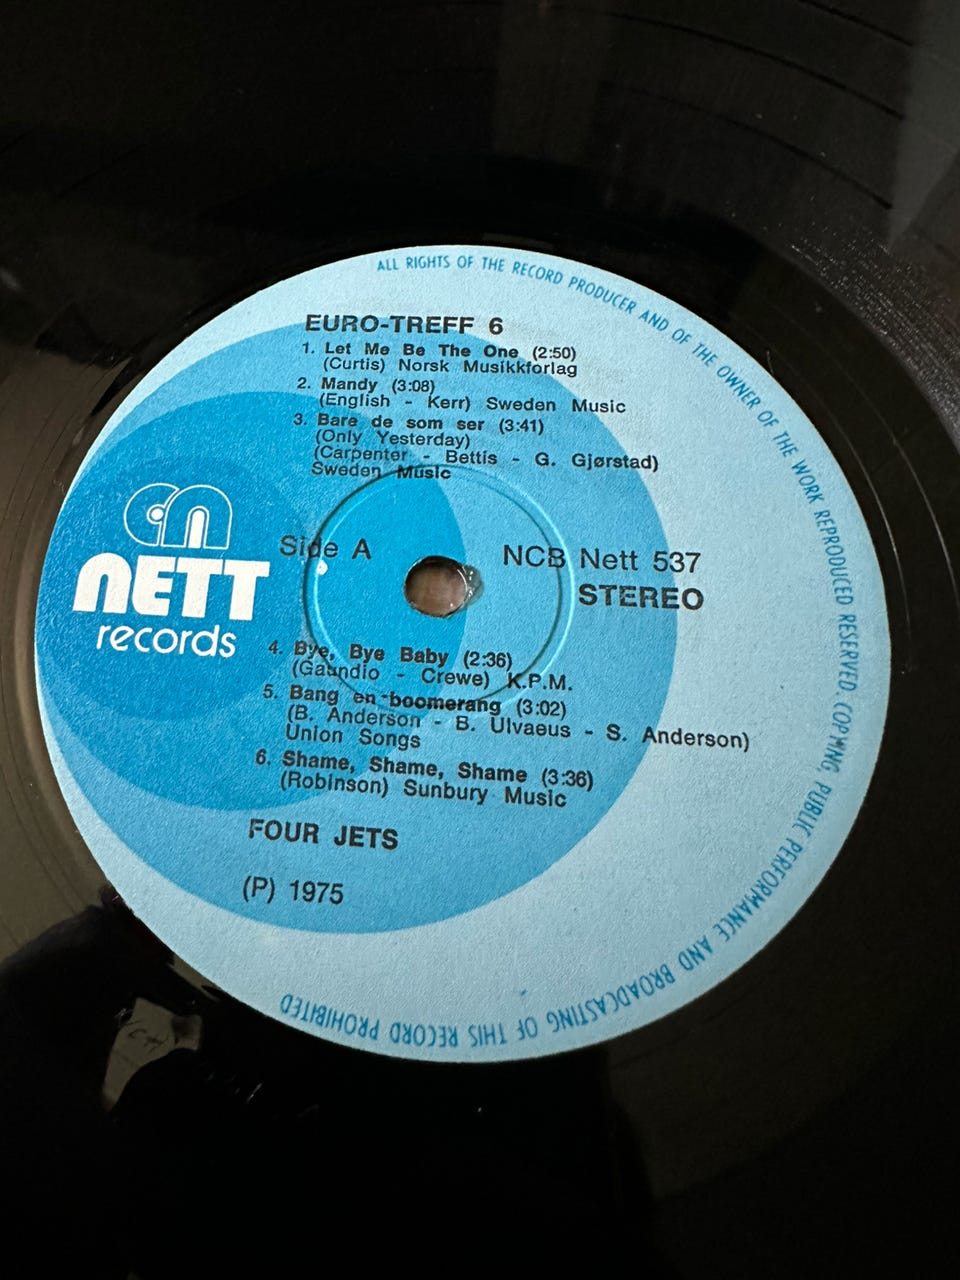 ALL RIGHTS OF THE RECORD PRODUCER AND OF THE OWNER OF THE WORK REPRODUCED RESERVED. COPYING, PUBLIC PERFORMANCE AND BROADCASTING OF THIS RECORD PROHIBITED
EURO-TREFF 6
1. Let Me Be The One (2:50)
(Curtis) Norsk Musikkforlag
2. Mandy (3:08)
(English - Kerr) Sweden Music
3. Bare de som ser (3:41)
(Only Yesterday)
(Carpenter - Bettis - G. Gjørstad)
Sweden Music
NETT
records
Side A
NCB Nett 537
STEREO
4. Bye, Bye Baby (2:36)
(Gaundio - Crewe) K.P.M.
5. Bang en boomerang (3:02)
(B. Anderson - B. Ulvaeus - S. Anderson)
Union Songs
6. Shame, Shame, Shame (3:36)
(Robinson) Sunbury Music
FOUR JETS
(P) 1975